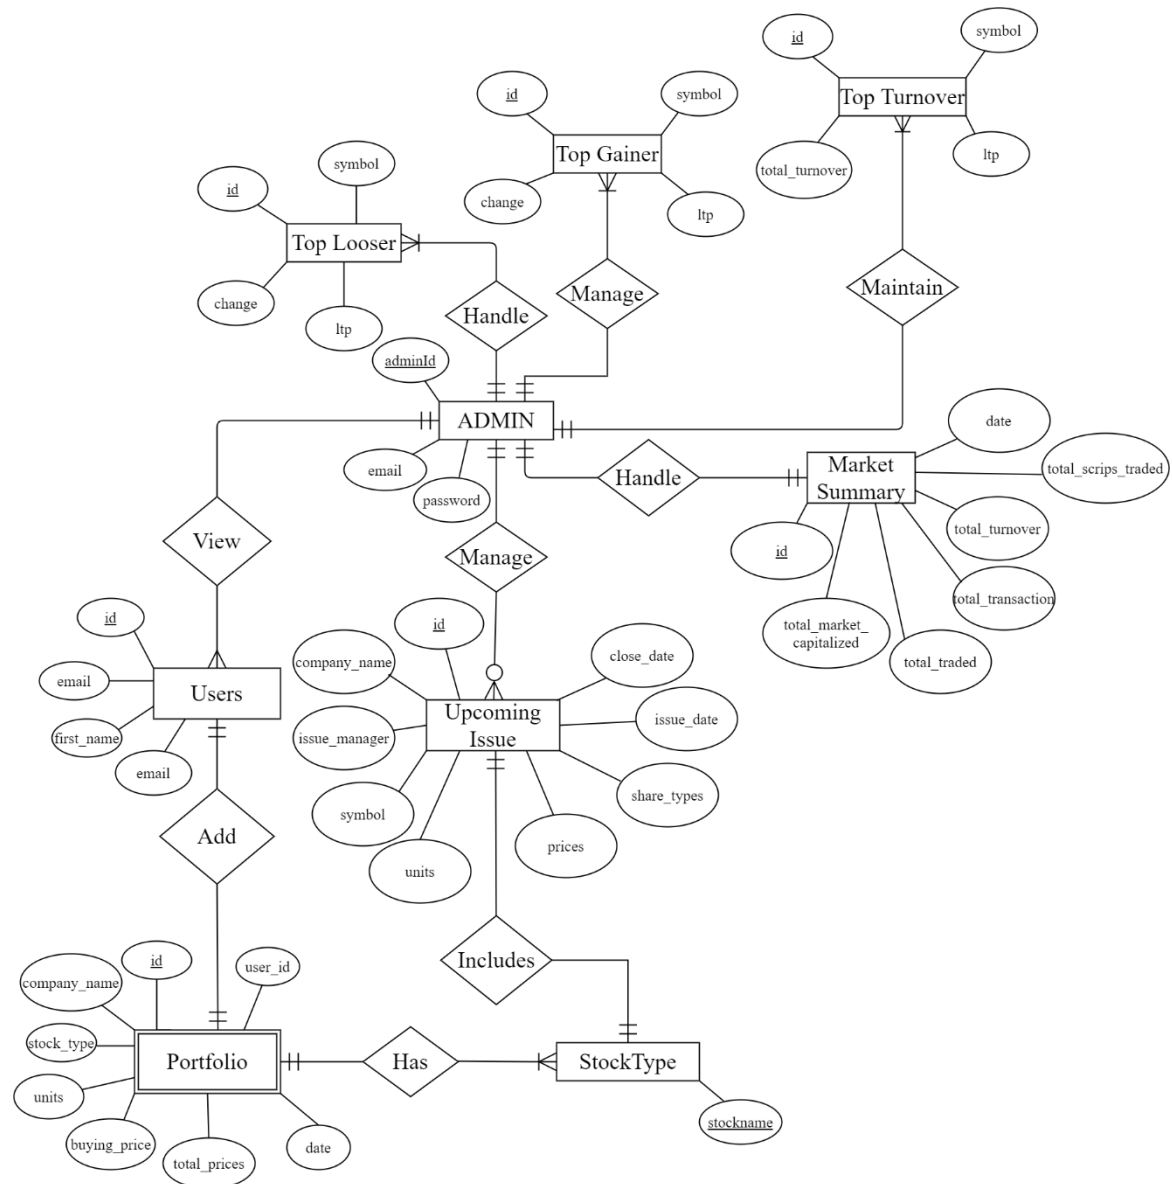 id
symbol
Top Turnover
total_turnover
ltp
id
symbol
Top Gainer
change
ltp
symbol
id
Top Looser
change
ltp
Handle
Manage
Maintain
adminId
ADMIN
email
password
Handle
Market
Summary
date
total_scrips_traded
total_turnover
total_transaction
id
total_market_
capitalized
total_traded
View
Manage
id
email
Users
first_name
email
id
company_name
close_date
issue_manager
Upcoming
Issue
issue_date
symbol
share_types
units
prices
Add
Includes
id
user_id
company_name
stock_type
Portfolio
units
buying_price
total_prices
date
Has
StockType
stockname